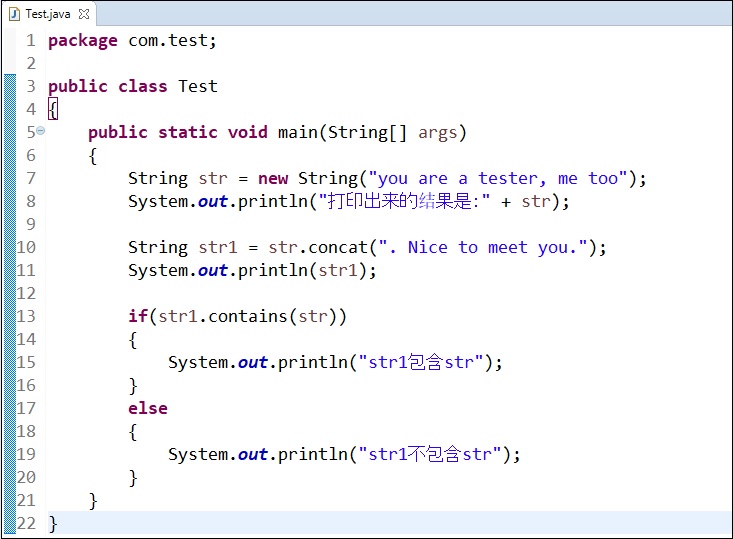 Test.java
1 package com.test;
2
3 public class Test
4 {
5     public static void main(String[] args)
6     {
7         String str = new String("you are a tester, me too");
8         System.out.println("打印出来的结果是:" + str);
9
10         String str1 = str.concat(". Nice to meet you.");
11         System.out.println(str1);
12
13         if(str1.contains(str))
14         {
15             System.out.println("str1包含str");
16         }
17         else
18         {
19             System.out.println("str1不包含str");
20         }
21     }
22 }